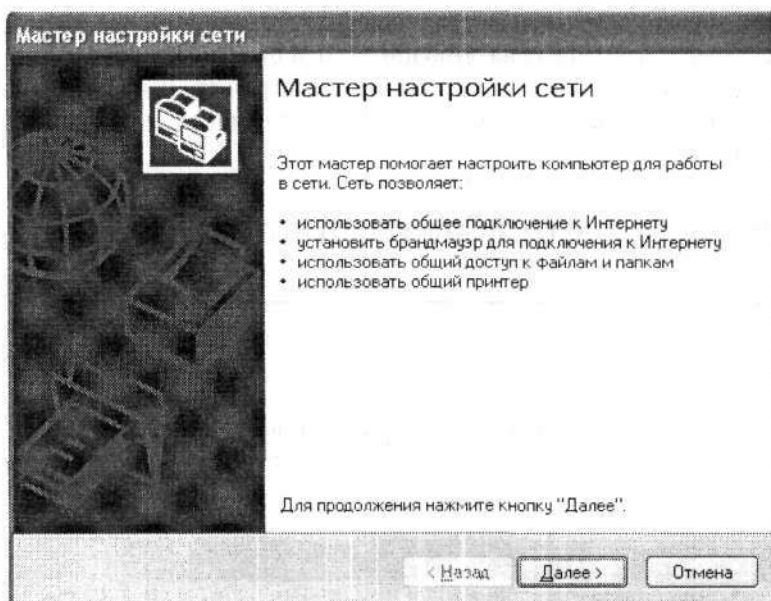 Мастер настройки сети
Мастер настройки сети
Этот мастер помогает настроить компьютер для работы
в сети. Сеть позволяет:
• использовать общее подключение к Интернету
• установить брандмауэр для подключения к Интернету
• использовать общий доступ к файлам и папкам
• использовать общий принтер
Для продолжения нажмите кнопку "Далее".
< Назад
Далее >
Отмена